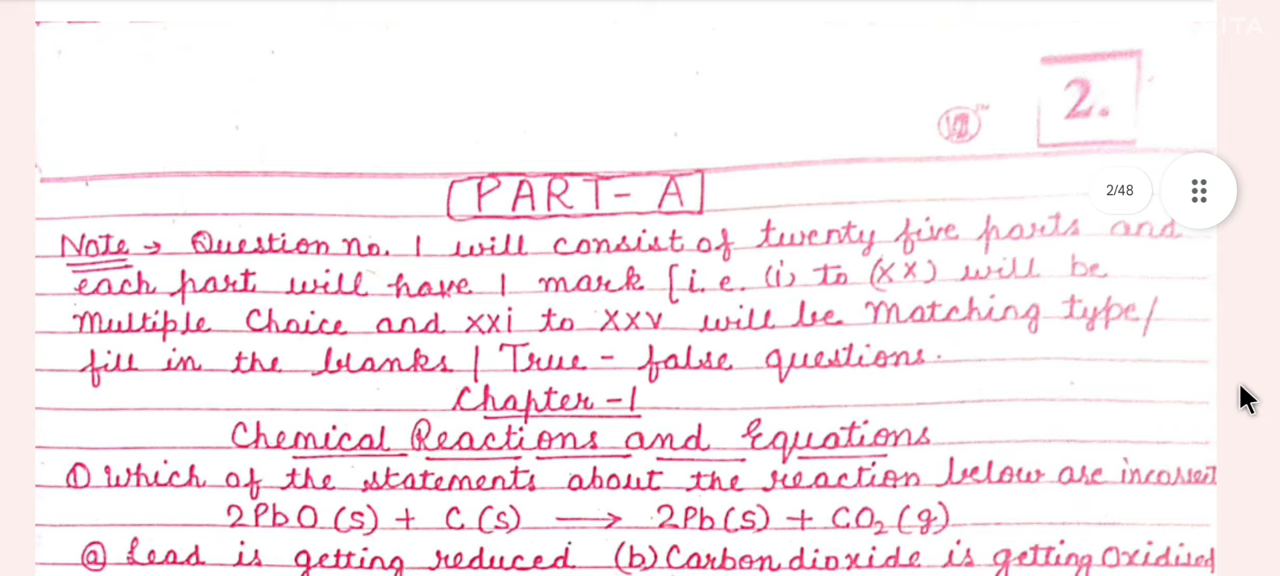 ITA
2.
2/48
PART-A
Note → Question no. 1 will consist of twenty five parts and
each part will have 1 mark [i.e. (i) to (xx) will be
Multiple Choice and xxi to xxv will be Matching type/
fill in the blanks / True - false questions.
Chapter -1
Chemical Reactions and Equations
① Which of the statements about the reaction below are incorrect
2PbO (s) + C (s) ⟶ 2Pb (s) + CO₂ (g)
ⓐ Lead is getting reduced (b) Carbon dioxide is getting Oxidised